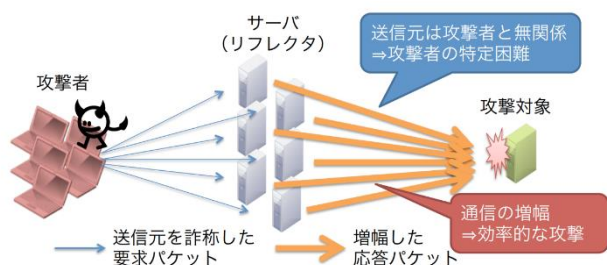 サーバ
（リフレクタ）
送信元は攻撃者と無関係
⇒攻撃者の特定困難
攻撃者
攻撃対象
通信の増幅
⇒効率的な攻撃
送信元を詐称した
要求パケット
増幅した
応答パケット